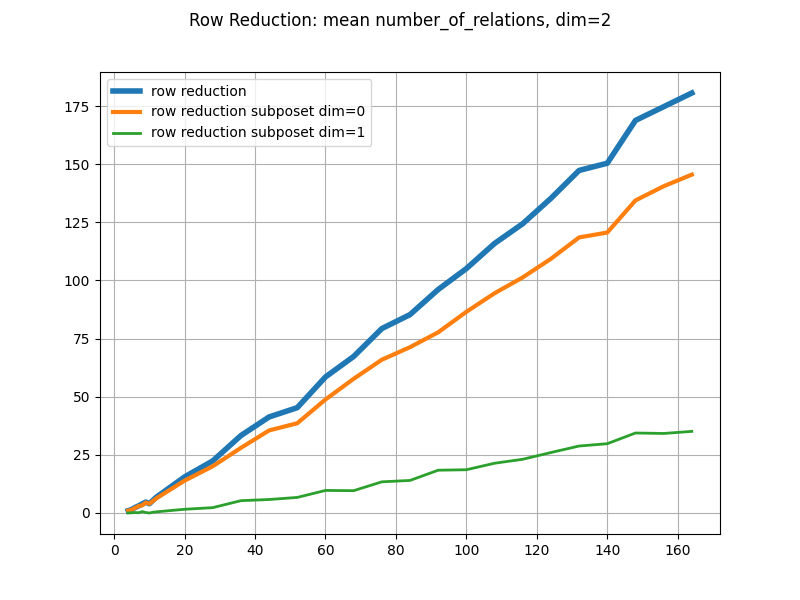 Row Reduction: mean number_of_relations, dim=2
row reduction
row reduction subposet dim=0
row reduction subposet dim=1
175
150
125
100
75
50
25
0
0 20 40 60 80 100 120 140 160